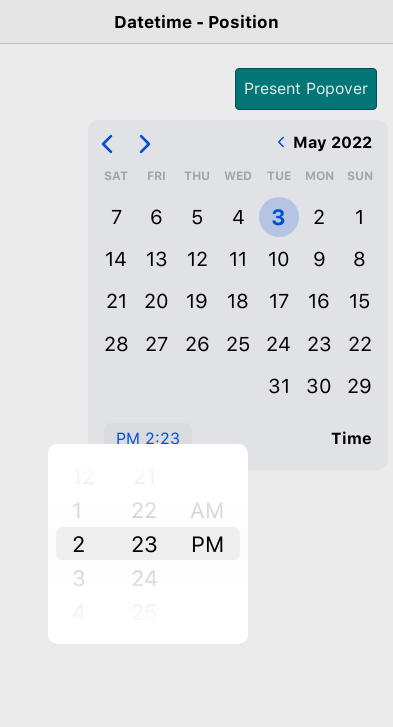 Datetime - Position
Present Popover
May 2022
SAT FRI THU WED TUE MON SUN
7 6 5 4 3 2 1
14 13 12 11 10 9 8
21 20 19 18 17 16 15
28 27 26 25 24 23 22
31 30 29
PM 2:23 Time
12 21
1 22 AM
2 23 PM
3 24
4 25